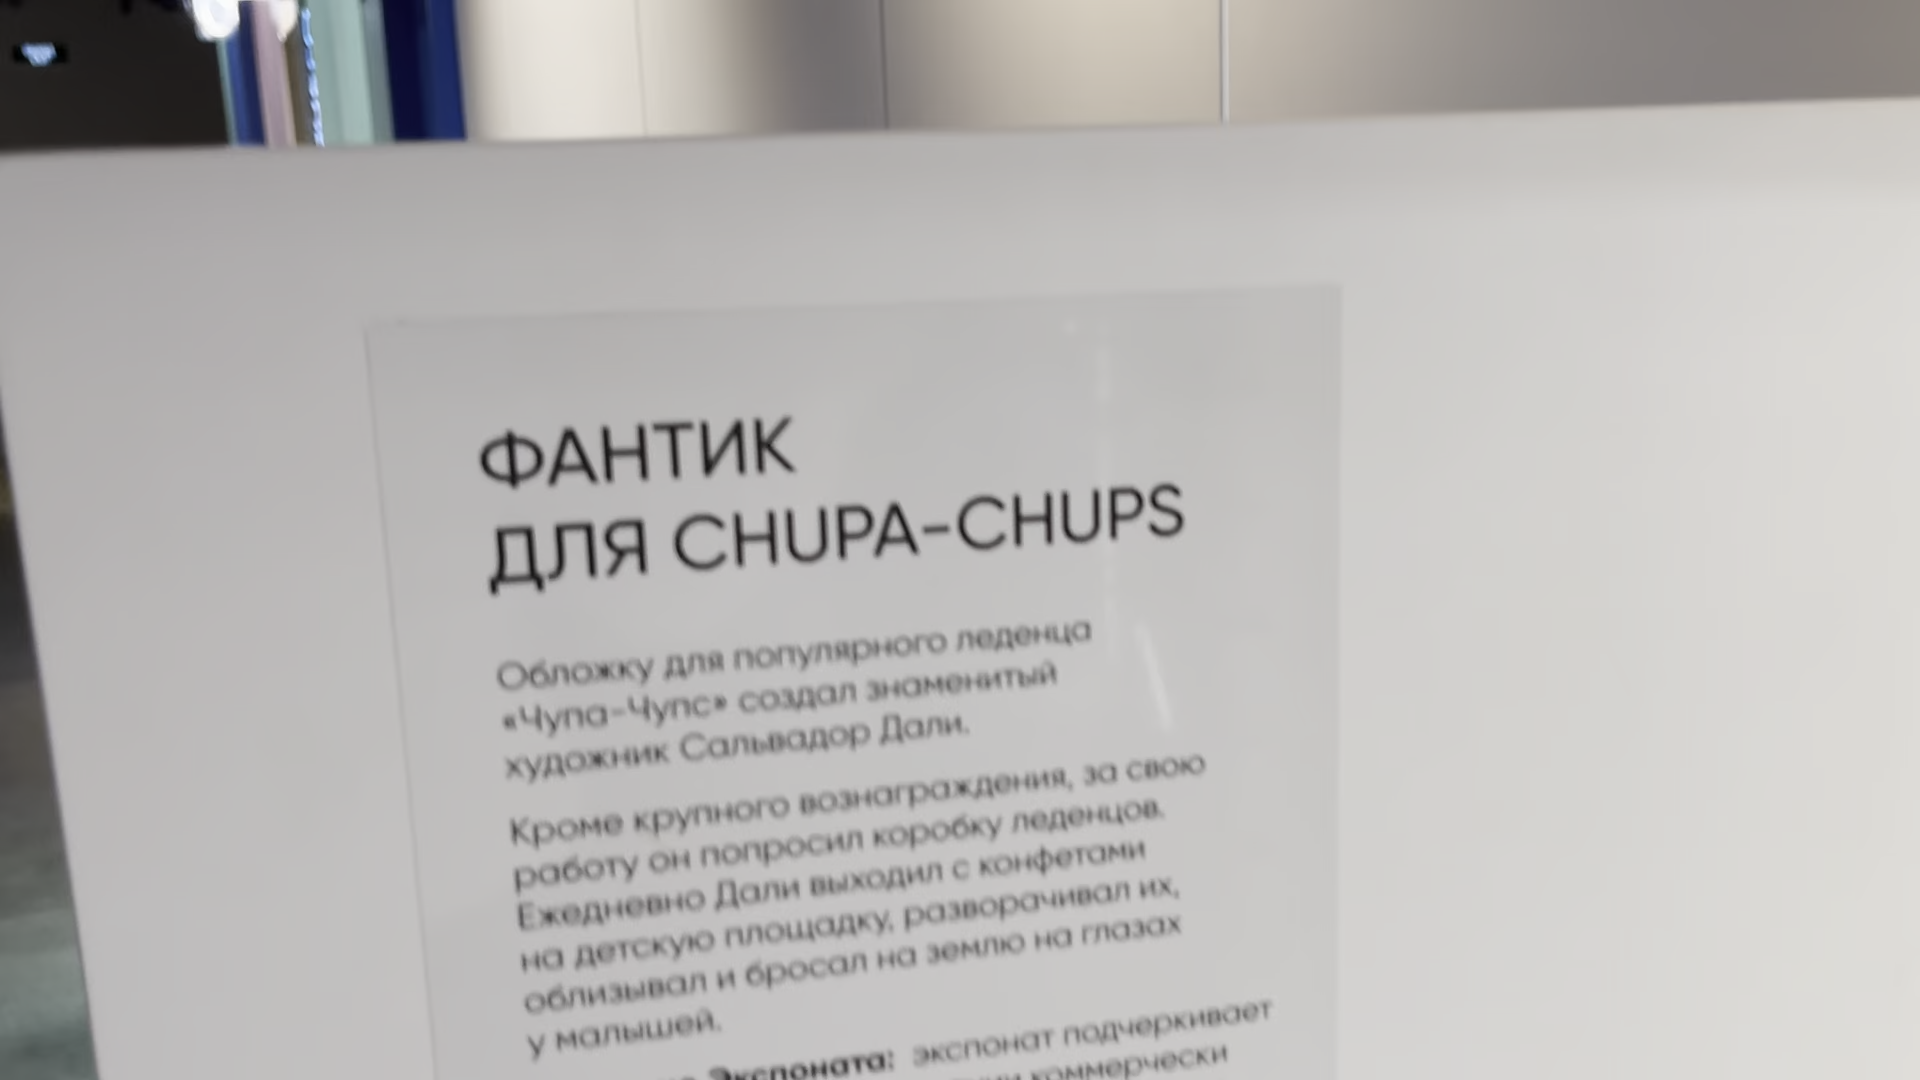 ФАНТИК
ДЛЯ CHUPA-CHUPS
Обложку для популярного леденца
«Чупа-Чупс» создал знаменитый
художник Сальвадор Дали.
Кроме крупного вознаграждения, за свою
работу он попросил коробку леденцов.
Ежедневно Дали выходил с конфетами
на детскую площадку, разворачивал их,
облизывал и бросал на землю на глазах
у малышей.
Экспоната: экспонат подчеркивает
коммерчески